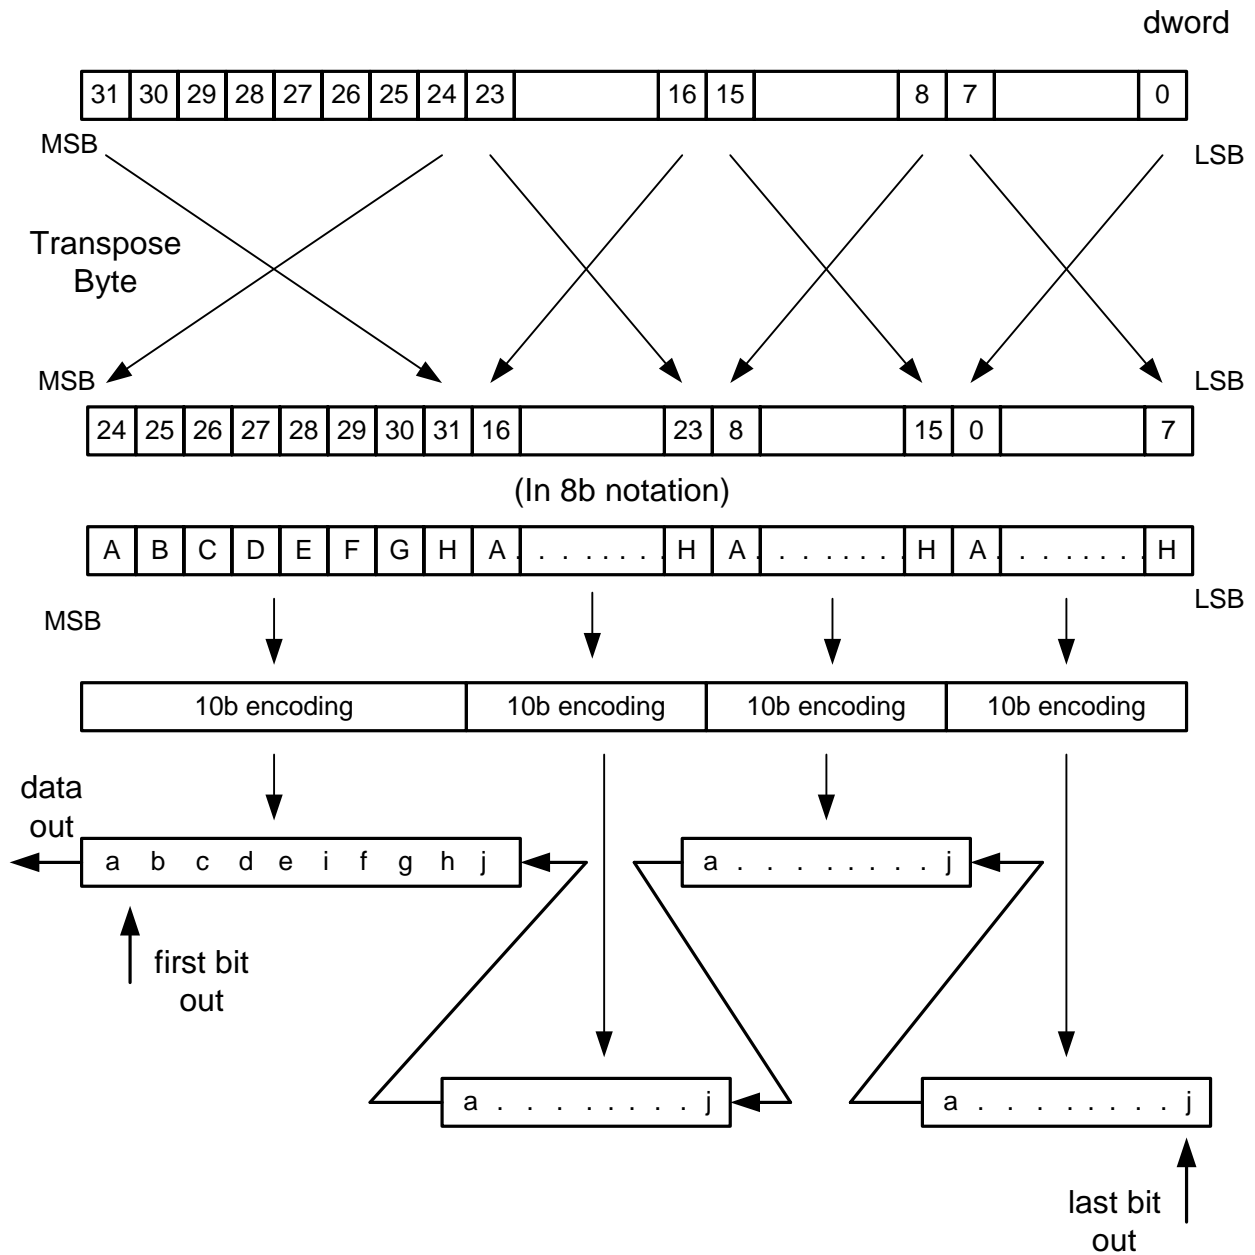 dword
31 30 29 28 27 26 25 24 23 16 15 8 7 0
MSB LSB
Transpose
Byte
MSB LSB
24 25 26 27 28 29 30 31 16 23 8 15 0 7
(In 8b notation)
A B C D E F G H A . . . . . . . H A . . . . . . . H A . . . . . . . H
MSB LSB
10b encoding 10b encoding 10b encoding 10b encoding
data
out
a b c d e i f g h j a . . . . . . . . j
first bit
out
a . . . . . . . . j a . . . . . . . . j
last bit
out